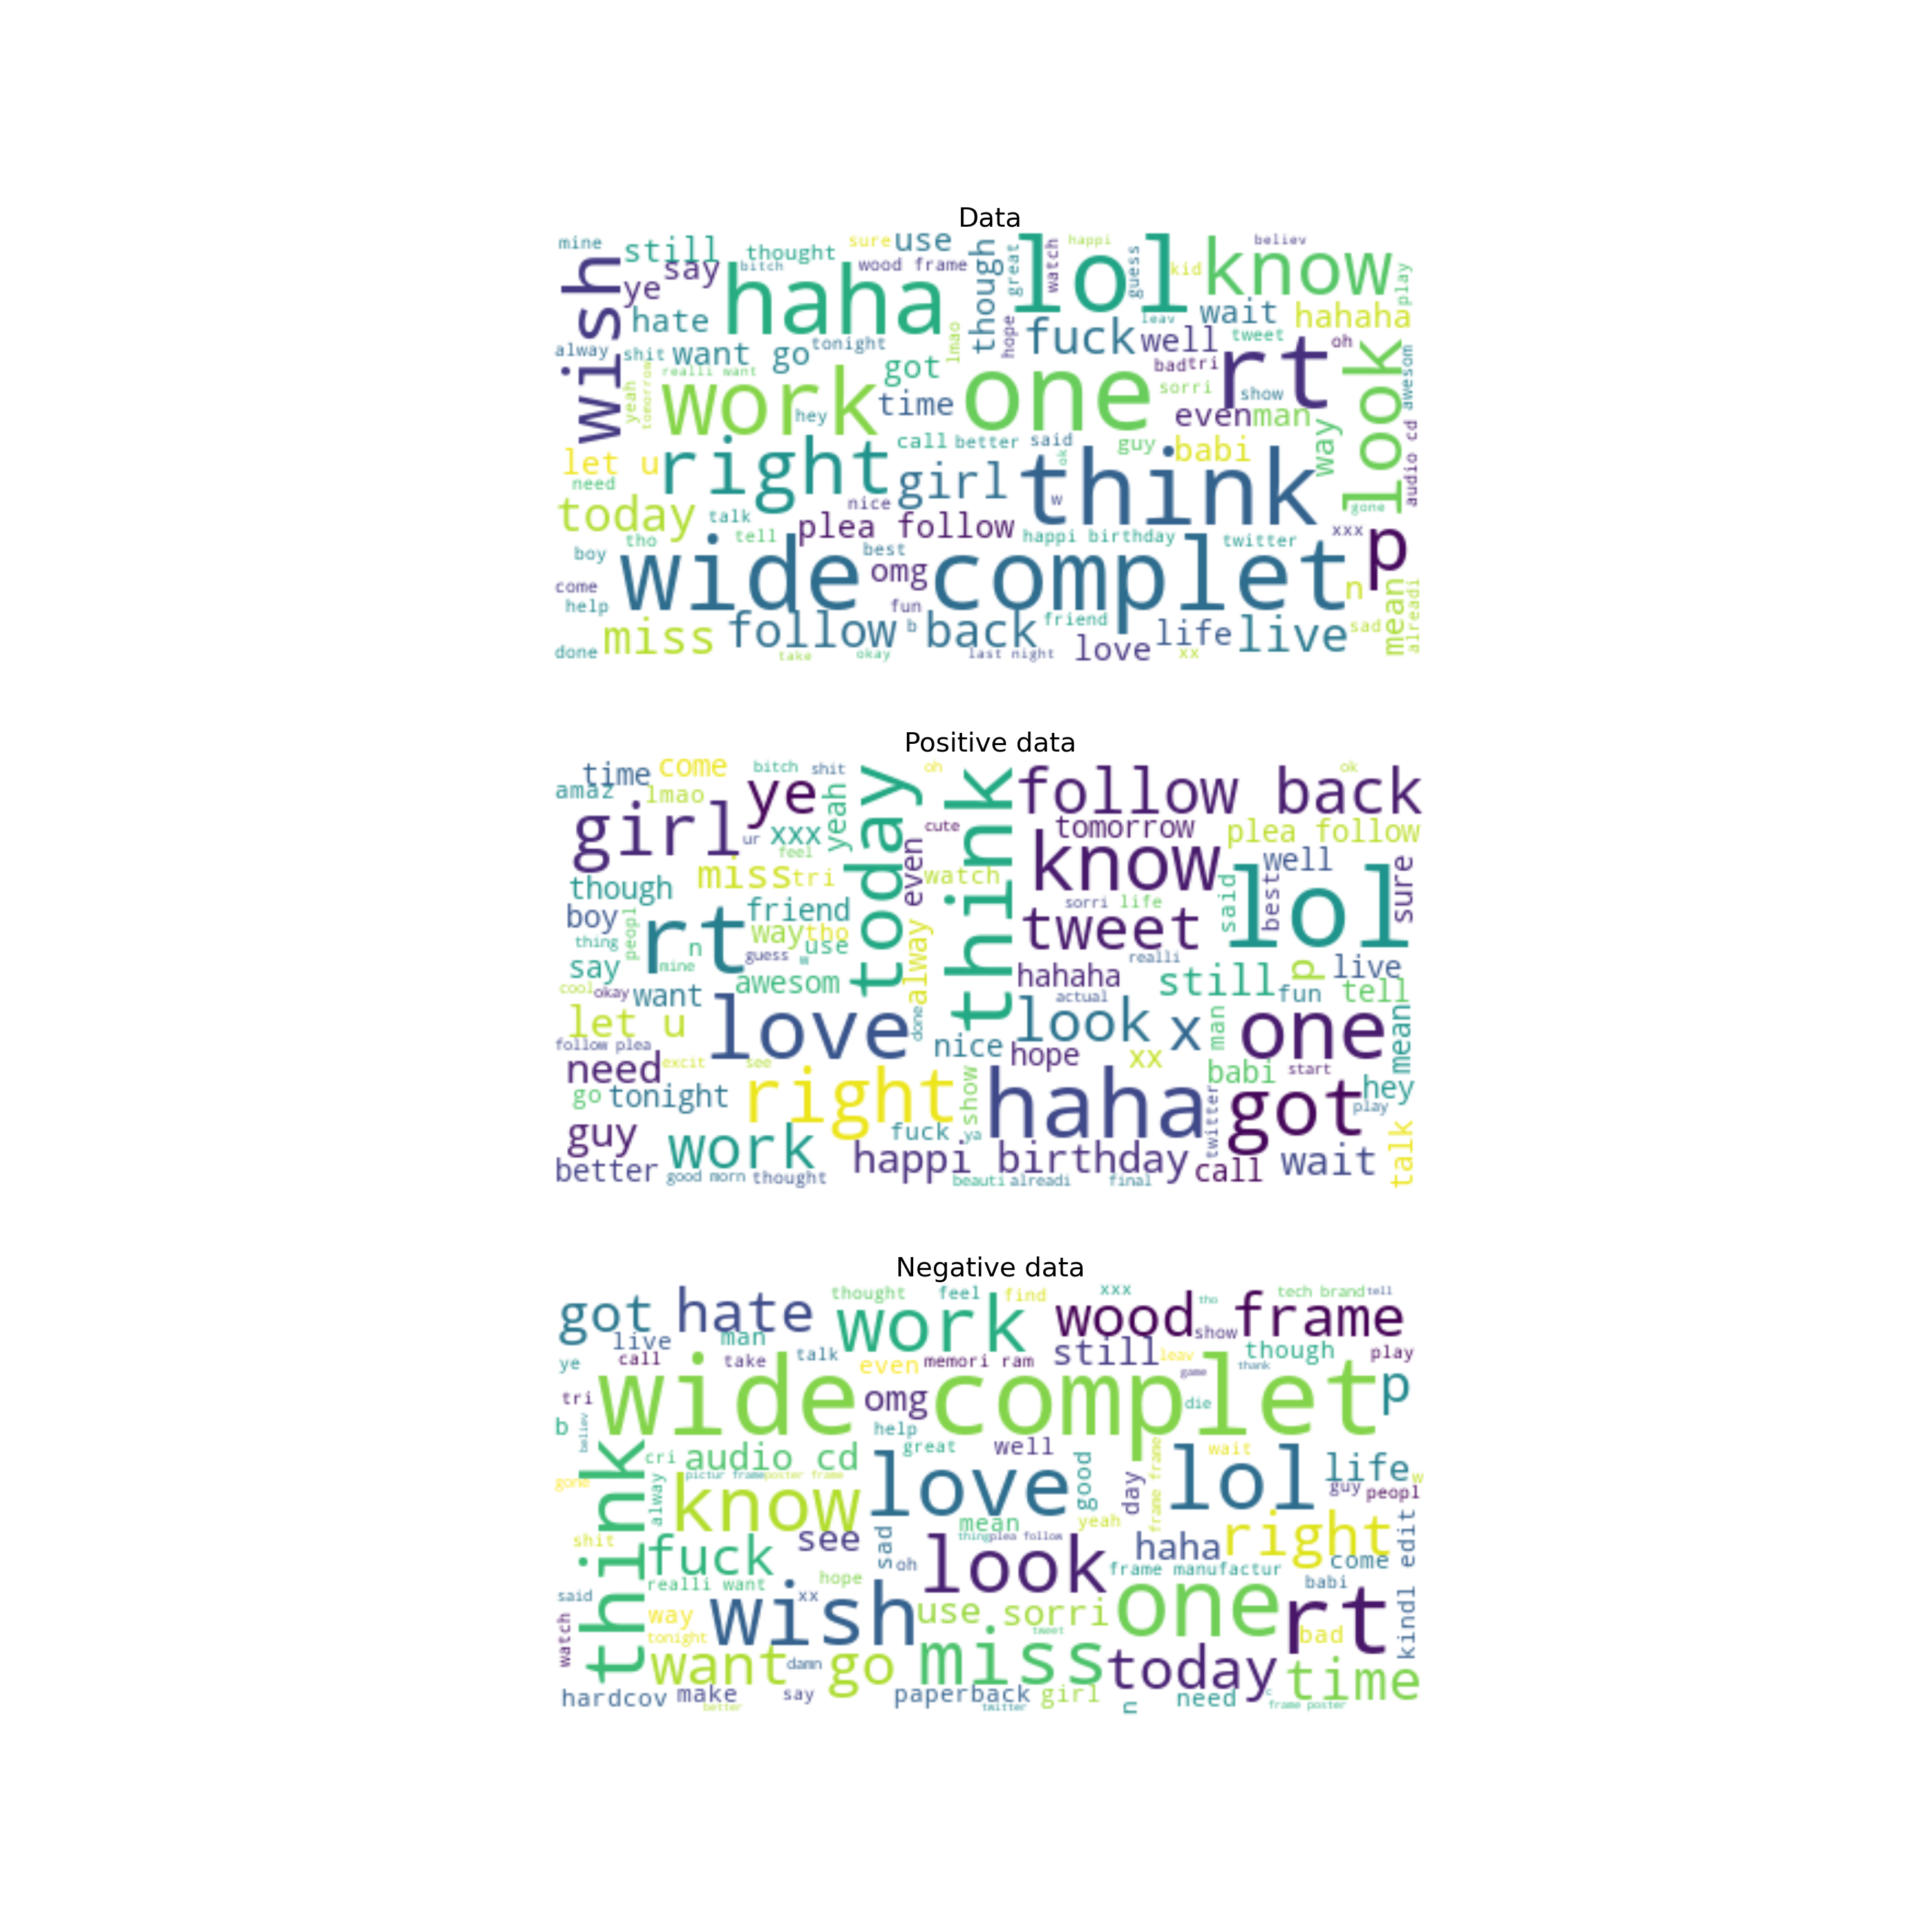 Data
mine
still
thought
sure
use
though
great
watch
happi
lol
guess
believ
know
play
wish
say
bitch
wood frame
kid
ye
haha
hate
wait
hahaha
hope
fuck
leav
well
tweet
oh
alway
shit
want go
tonight
lmao
got
bad
tri
rt
look
awesom
yeah
tomorrow
realli want
work
hey
time
one
sorri
show
even
man
let u
right
call
better
said
ok
guy
babi
way
audio cd
need
girl
think
w
today
talk
nice
plea follow
gone
xxx
p
tho
tell
happi birthday
twitter
boy
wide complet
best
omg
come
help
fun
n
mean
alreadi
miss
follow back
b
friend
life
live
sad
done
take
okay
last night
love
xx
Positive data
time
come
bitch
shit
oh
ok
amaz
lmao
ye
yeah
today
think
follow back
girl
ur
xxx
cute
tomorrow
plea follow
feel
even
know
well
sure
though
miss
tri
watch
said
best
lol
boy
friend
sorri
life
rt
way
tho
tweet
thing
peopl
n
use
alway
say
mine
guess
w
realli
hahaha
still
p
live
cool
okay
want
awesom
fun
tell
let u
love
done
actual
look
x
man
one
mean
follow plea
nice
hope
xx
need
excit
see
babi
start
go
tonight
right
show
haha
got
hey
play
guy
work
fuck
ya
twitter
talk
better
good morn
thought
happi birthday
call
wait
beauti
alreadi
final
Negative data
got
hate
thought
feel
find
xxx
tech brand
tell
work
wood frame
tho
show
live
man
still
though
play
ye
call
take
talk
even
memori ram
leav
thank
game
tri
wide complet
omg
die
p
b
believ
help
great
well
wait
think
cri
audio cd
love
good
day
frame frame
lol
life
w
gone
pictur frame
poster frame
alway
know
guy
peopl
mean
yeah
shit
see
sad
thing
plea follow
haha
right
come
kindl edit
fuck
oh
look
frame manufactur
realli want
hope
babi
said
xx
wish
use
sorri
one
rt
watch
way
tonight
tweet
bad
want go
damn
miss
today
time
hardcov
make
say
paperback
girl
n
need
c
better
twitter
frame poster